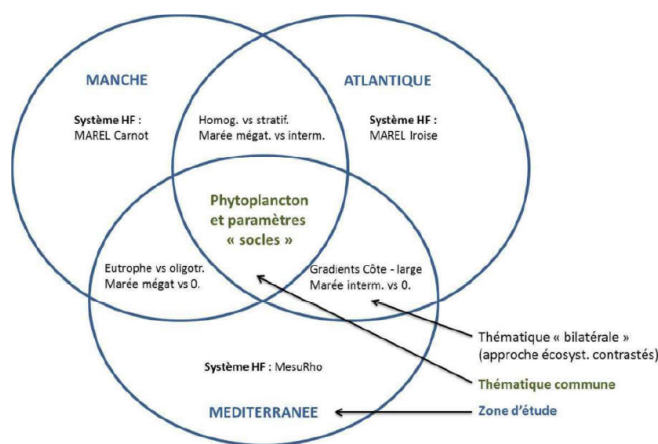 MANCHE
Système HF :
MAREL Carnot
Homog. vs stratif.
Marée mégat. vs interm.
ATLANTIQUE
Système HF :
MAREL Iroise
Phytoplancton
et paramètres
« socles »
Eutrophe vs oligotr.
Marée mégat vs 0.
Gradients Côte - large
Marée interm. vs 0.
Système HF : MesuRho
MEDITERRANEE
Thématique « bilatérale »
(approche écosyst. contrastés)
Thématique commune
Zone d'étude